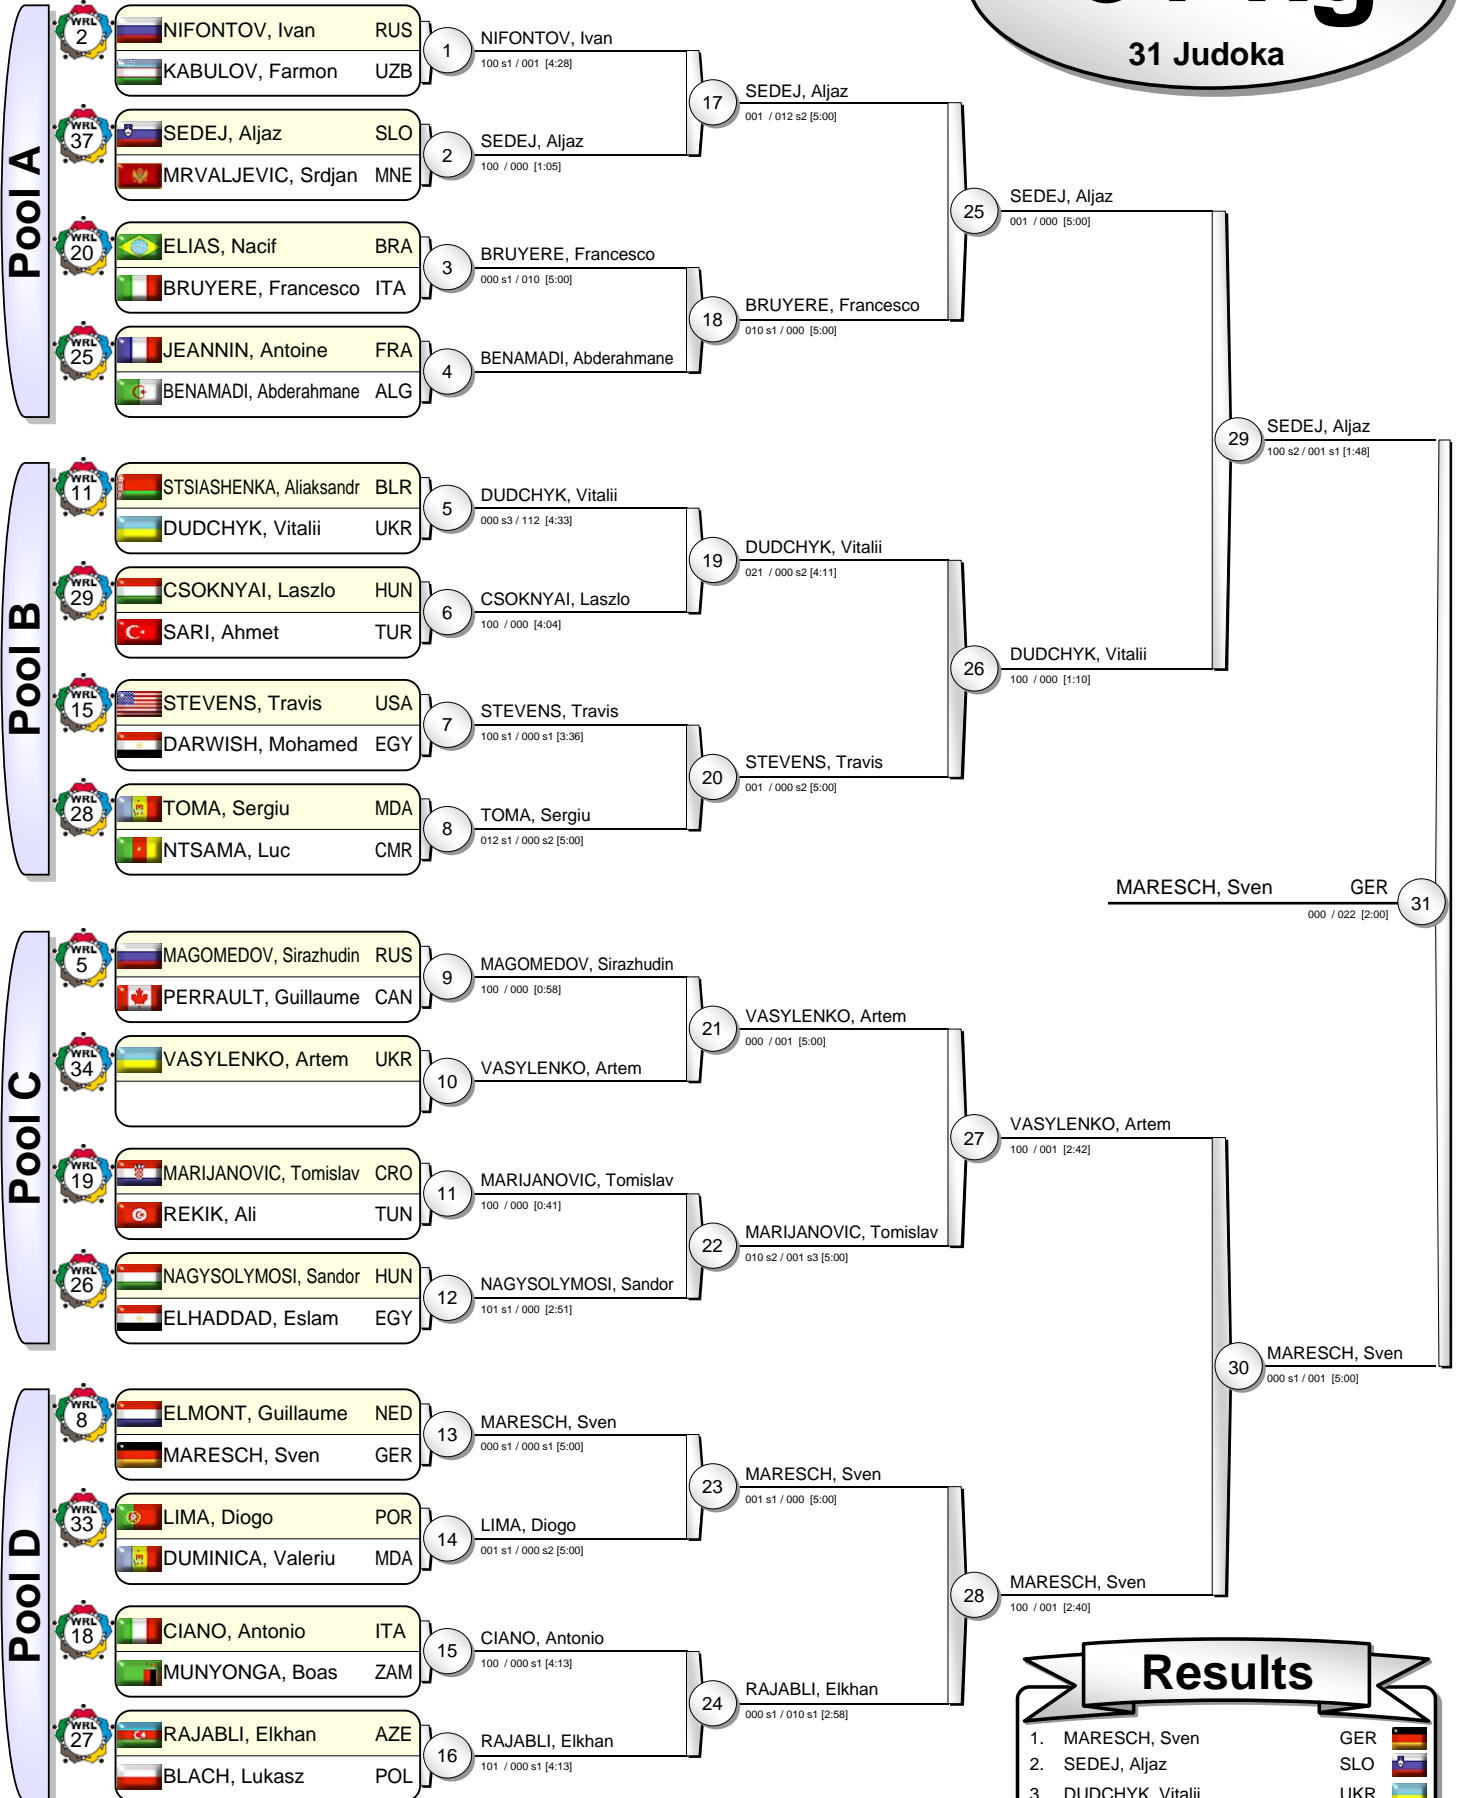 31 Judoka
Pool A
WRL 2
NIFONTOV, Ivan RUS
KABULOV, Farmon UZB
1
NIFONTOV, Ivan
100 s1 / 001 [4:28]
WRL 37
SEDEJ, Aljaz SLO
MRVALJEVIC, Srdjan MNE
2
SEDEJ, Aljaz
100 / 000 [1:05]
17
SEDEJ, Aljaz
001 / 012 s2 [5:00]
WRL 20
ELIAS, Nacif BRA
BRUYERE, Francesco ITA
3
BRUYERE, Francesco
000 s1 / 010 [5:00]
WRL 25
JEANNIN, Antoine FRA
BENAMADI, Abderahmane ALG
4
BENAMADI, Abderahmane
18
BRUYERE, Francesco
010 s1 / 000 [5:00]
25
SEDEJ, Aljaz
001 / 000 [5:00]
Pool B
WRL 11
STSIASHENKA, Aliaksandr BLR
DUDCHYK, Vitalii UKR
5
DUDCHYK, Vitalii
000 s3 / 112 [4:33]
WRL 29
CSOKNYAI, Laszlo HUN
SARI, Ahmet TUR
6
CSOKNYAI, Laszlo
100 / 000 [4:04]
19
DUDCHYK, Vitalii
021 / 000 s2 [4:11]
WRL 15
STEVENS, Travis USA
DARWISH, Mohamed EGY
7
STEVENS, Travis
100 s1 / 000 s1 [3:36]
WRL 28
TOMA, Sergiu MDA
NTSAMA, Luc CMR
8
TOMA, Sergiu
012 s1 / 000 s2 [5:00]
20
STEVENS, Travis
001 / 000 s2 [5:00]
26
DUDCHYK, Vitalii
100 / 000 [1:10]
29
SEDEJ, Aljaz
100 s2 / 001 s1 [1:48]
MARESCH, Sven GER
000 / 022 [2:00]
31
Pool C
WRL 5
MAGOMEDOV, Sirazhudin RUS
PERRAULT, Guillaume CAN
9
MAGOMEDOV, Sirazhudin
100 / 000 [0:58]
WRL 34
VASYLENKO, Artem UKR
10
VASYLENKO, Artem
21
VASYLENKO, Artem
000 / 001 [5:00]
WRL 19
MARIJANOVIC, Tomislav CRO
REKIK, Ali TUN
11
MARIJANOVIC, Tomislav
100 / 000 [0:41]
WRL 26
NAGYSOLYMOSI, Sandor HUN
ELHADDAD, Eslam EGY
12
NAGYSOLYMOSI, Sandor
101 s1 / 000 [2:51]
22
MARIJANOVIC, Tomislav
010 s2 / 001 s3 [5:00]
27
VASYLENKO, Artem
100 / 001 [2:42]
Pool D
WRL 8
ELMONT, Guillaume NED
MARESCH, Sven GER
13
MARESCH, Sven
000 s1 / 000 s1 [5:00]
WRL 33
LIMA, Diogo POR
DUMINICA, Valeriu MDA
14
LIMA, Diogo
001 s1 / 000 s2 [5:00]
23
MARESCH, Sven
001 s1 / 000 [5:00]
WRL 18
CIANO, Antonio ITA
MUNYONGA, Boas ZAM
15
CIANO, Antonio
100 / 000 s1 [4:13]
WRL 27
RAJABLI, Elkhan AZE
BLACH, Lukasz POL
16
RAJABLI, Elkhan
101 / 000 s1 [4:13]
24
RAJABLI, Elkhan
000 s1 / 010 s1 [2:58]
28
MARESCH, Sven
100 / 001 [2:40]
30
MARESCH, Sven
000 s1 / 001 [5:00]
Results
1. MARESCH, Sven GER
2. SEDEJ, Aljaz SLO
3. DUDCHYK, Vitalii UKR